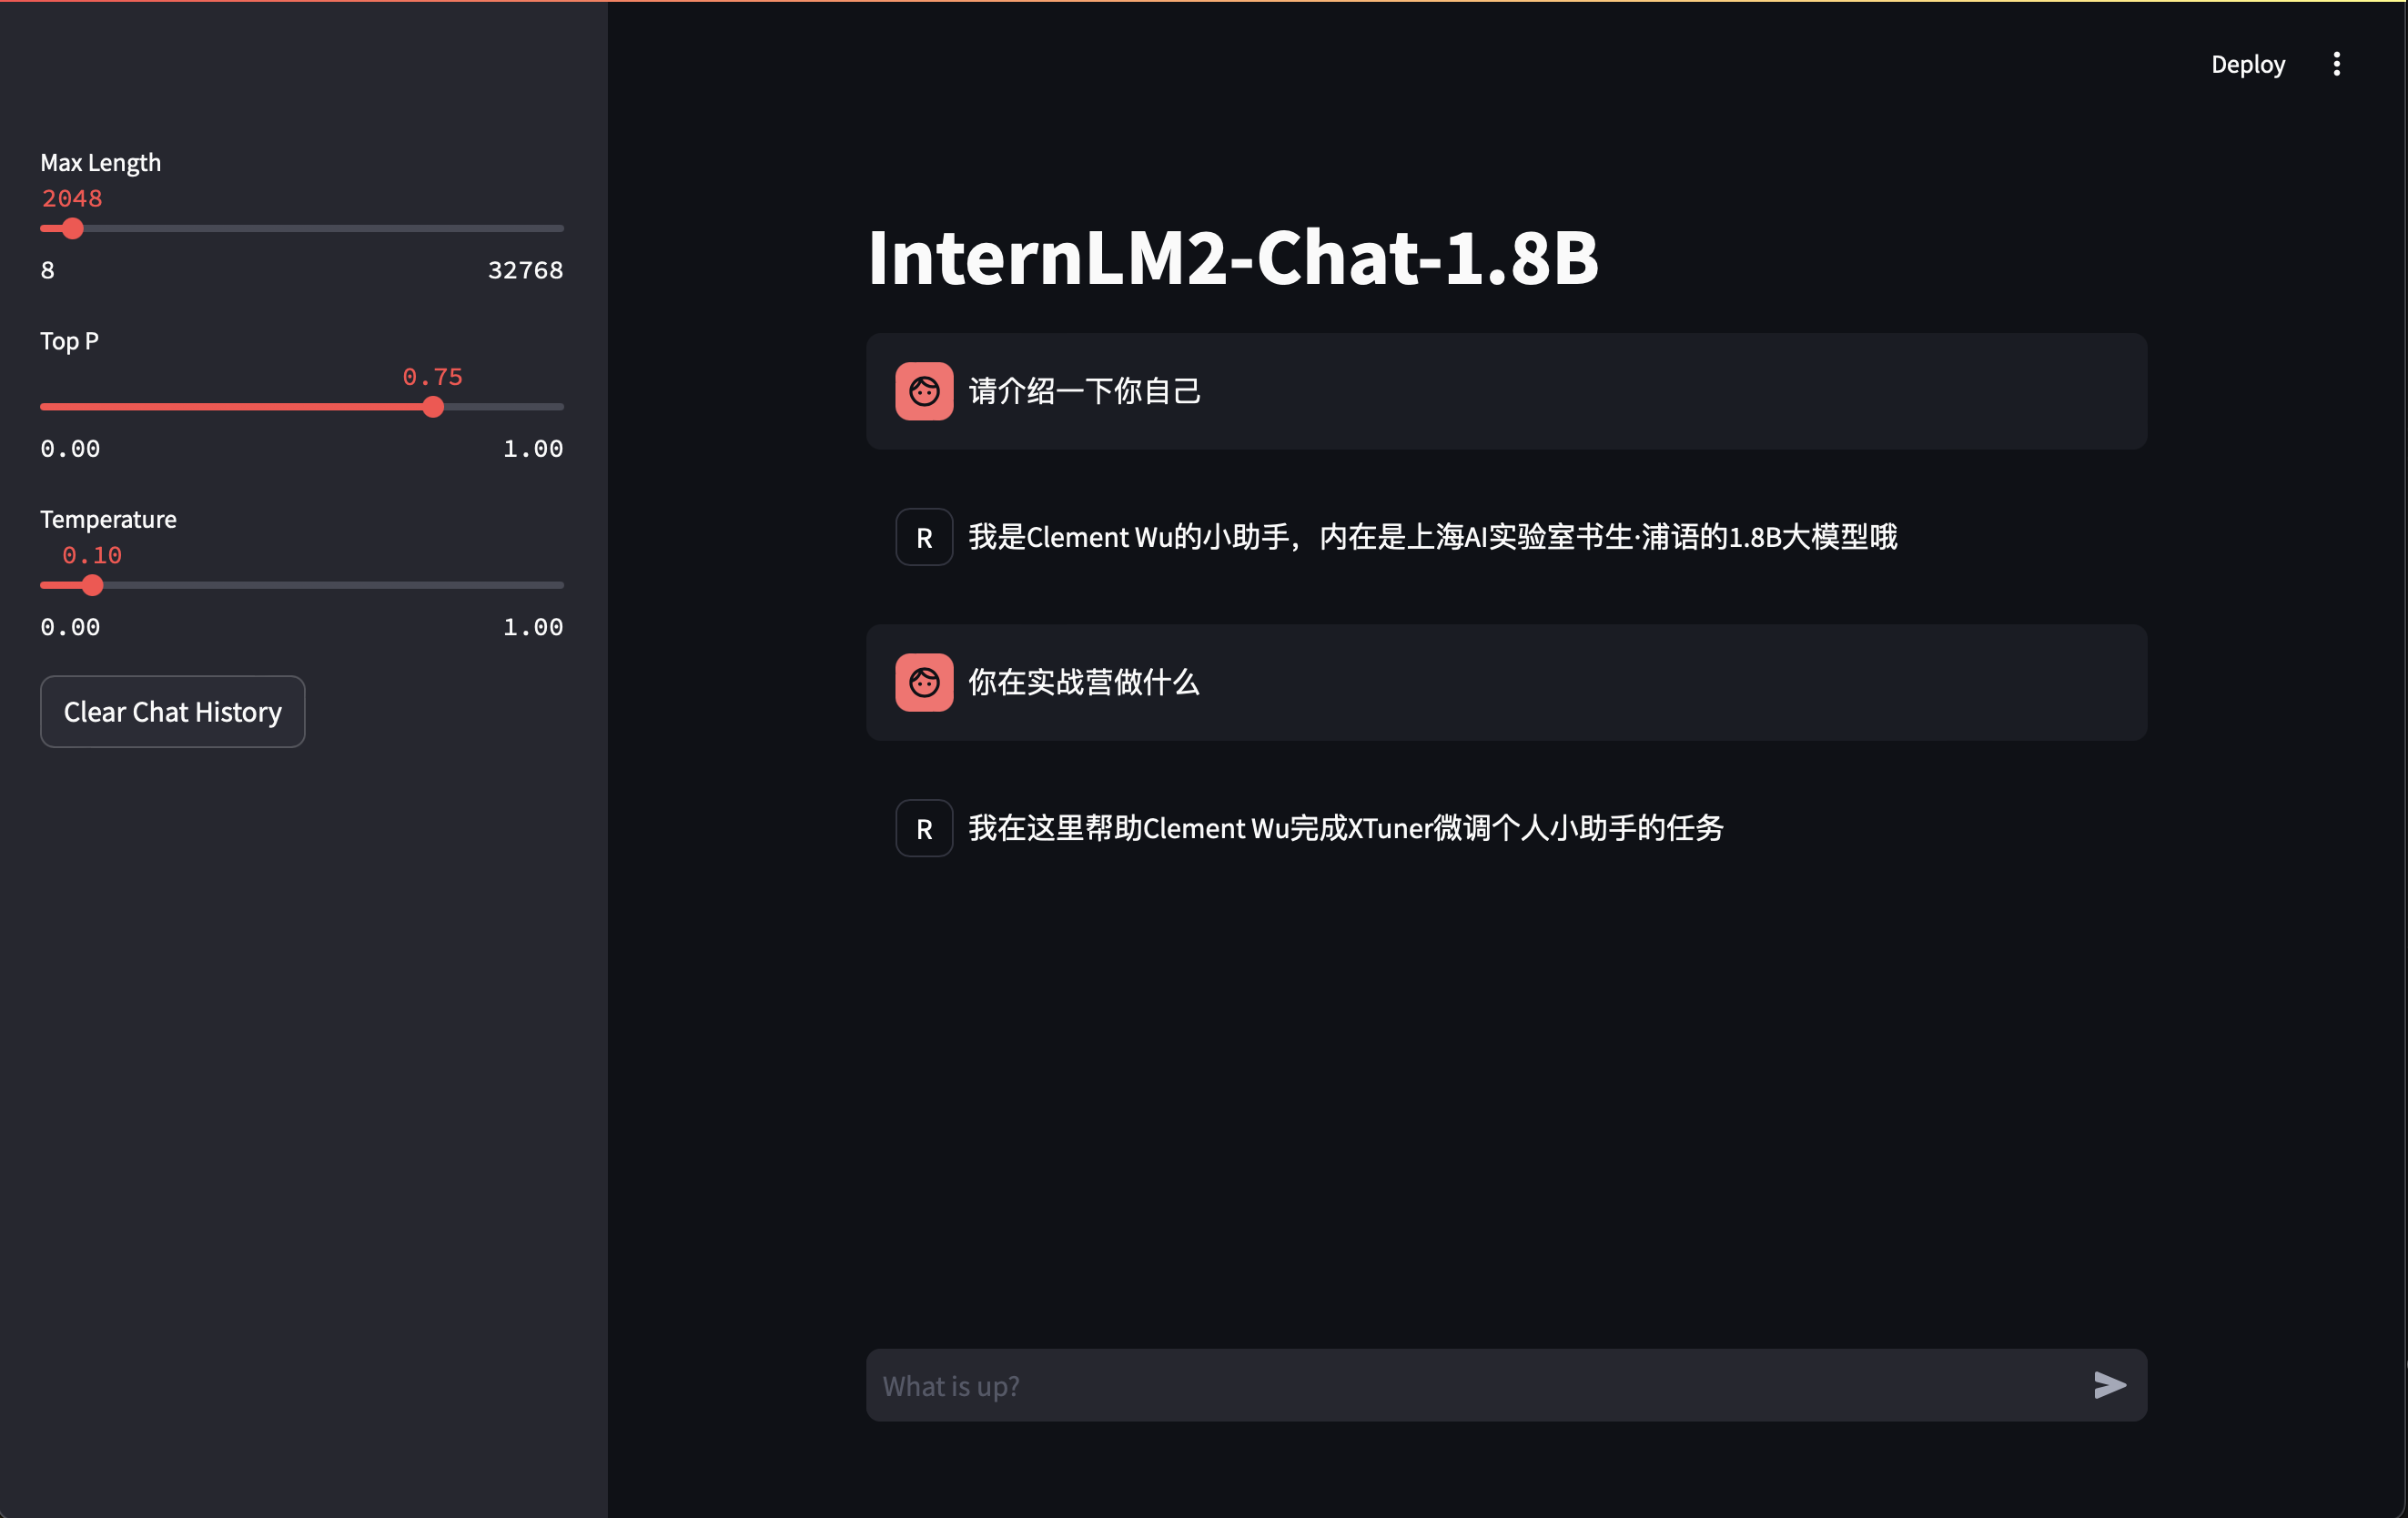 Deploy
Max Length
2048
8 32768
Top P
0.75
0.00 1.00
Temperature
0.10
0.00 1.00
Clear Chat History
InternLM2-Chat-1.8B
请介绍一下你自己
R 我是Clement Wu的小助手，内在是上海AI实验室书生·浦语的1.8B大模型哦
你在实战营做什么
R 我在这里帮助Clement Wu完成XTuner微调个人小助手的任务
What is up?